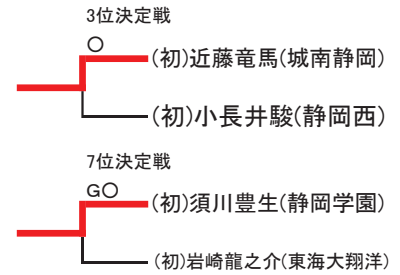 3位決定戦
○
(初)近藤竜馬(城南静岡)
(初)小長井駿(静岡西)
7位決定戦
G○
(初)須川豊生(静岡学園)
(初)岩崎龍之介(東海大翔洋)